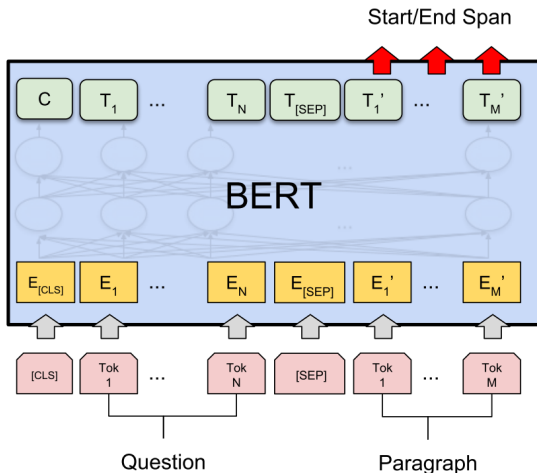 Start/End Span
C T1 ... TN T[SEP] T1' ... TM'
...
BERT
...
E[CLS] E1 ... EN E[SEP] E1' ... EM'
[CLS] Tok 1 ... Tok N [SEP] Tok 1 ... Tok M
Question Paragraph